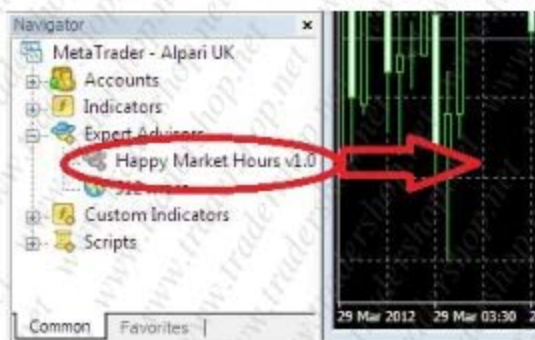 Navigator
MetaTrader - Alpari UK
Accounts
Indicators
Expert Advisors
Happy Market Hours v1.0
Custom Indicators
Scripts
Common
Favorites
29 Mar 2012
29 Mar 03:30
2